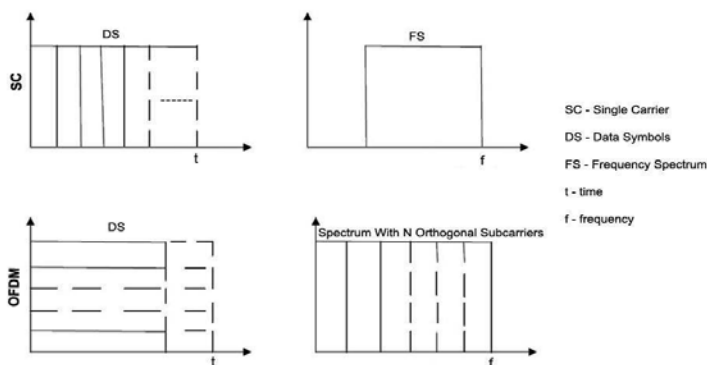 DS
SC
t
FS
f
SC - Single Carrier
DS - Data Symbols
FS - Frequency Spectrum
t - time
f - frequency
DS
OFDM
t
Spectrum With N Orthogonal Subcarriers
f